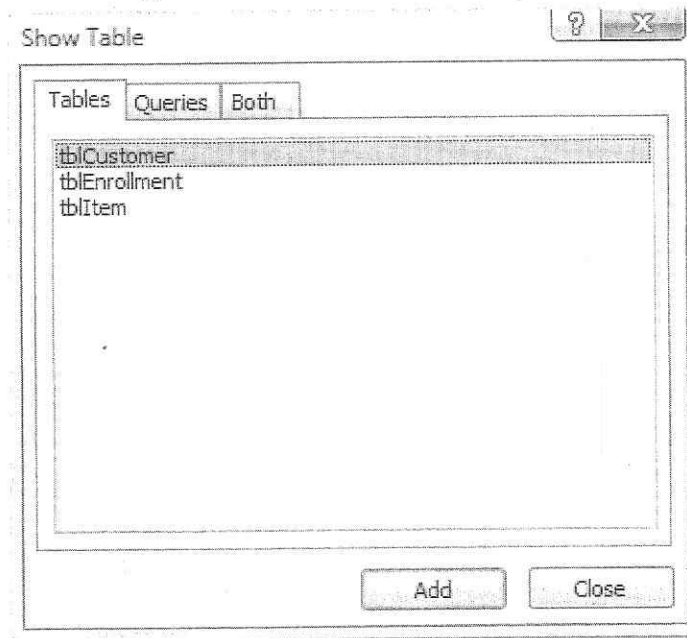 Show Table
? X
Tables Queries Both
tblCustomer
tblEnrollment
tblItem
Add Close